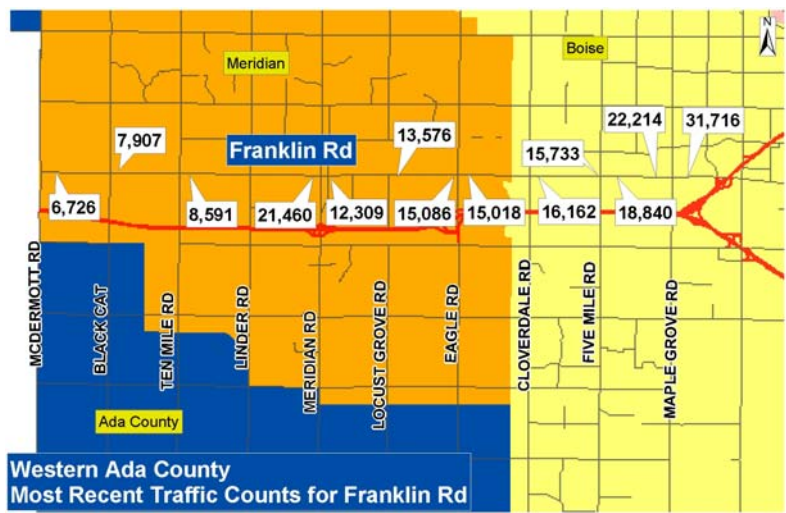 N
Meridian
Boise
22,214
31,716
7,907
13,576
Franklin Rd
15,733
6,726
8,591
21,460
12,309
15,086
15,018
16,162
18,840
MCDERMOTT RD
BLACK CAT
TEN MILE RD
LINDER RD
MERIDIAN RD
LOCUST GROVE RD
EAGLE RD
CLOVERDALE RD
FIVE MILE RD
MAPLE GROVE RD
Ada County
Western Ada County
Most Recent Traffic Counts for Franklin Rd